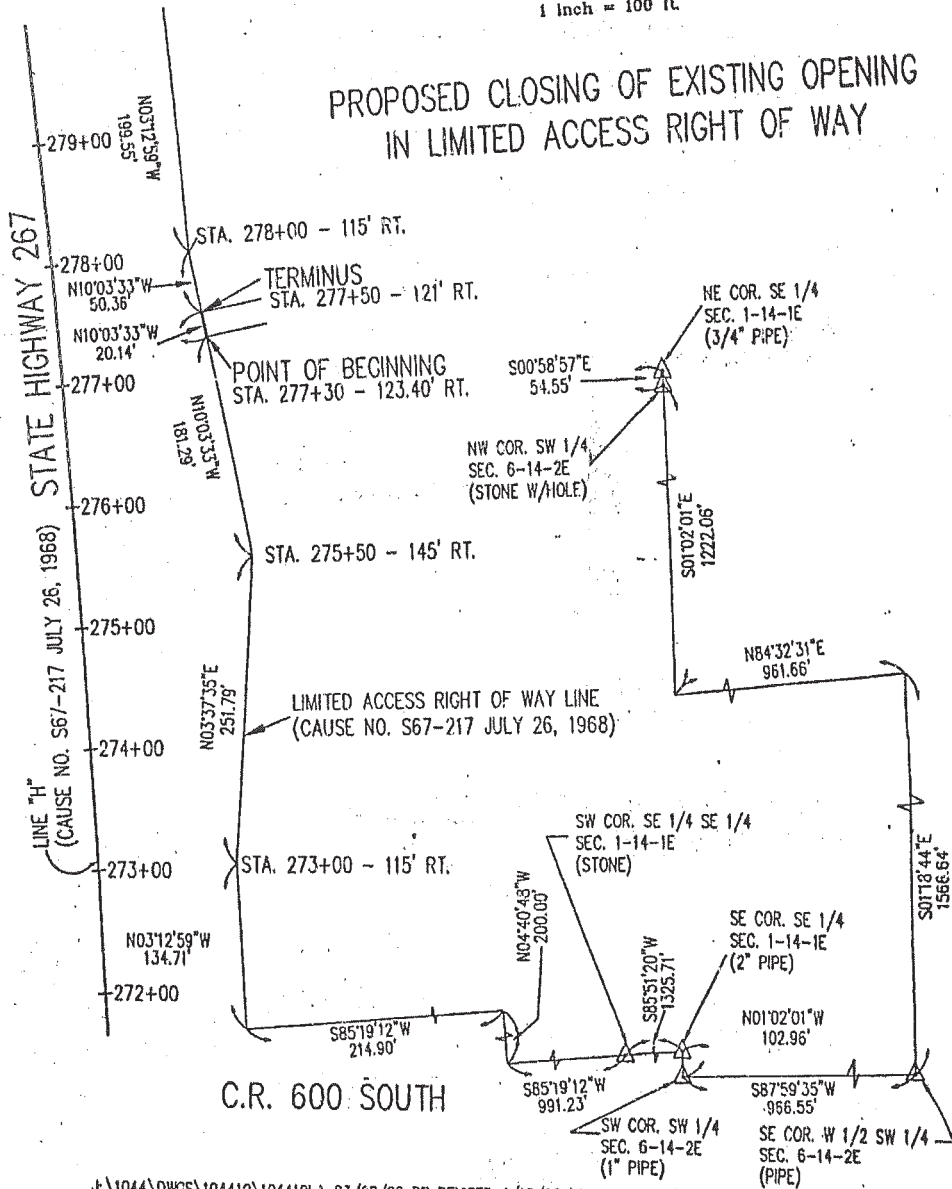 1 inch = 100 ft.
PROPOSED CLOSING OF EXISTING OPENING
IN LIMITED ACCESS RIGHT OF WAY
N03°12'59"W
199.55'
279+00
STATE HIGHWAY 267
STA. 278+00 - 115' RT.
278+00
N10°03'33"W
50.36'
TERMINUS
STA. 277+50 - 121' RT.
N10°03'33"W
20.14'
277+00
POINT OF BEGINNING
STA. 277+30 - 123.40' RT.
N10°03'33"W
181.29'
NE COR. SE 1/4
SEC. 1-14-1E
(3/4" PIPE)
S00°58'57"E
54.55'
NW COR. SW 1/4
SEC. 6-14-2E
(STONE W/HOLE)
276+00
STA. 275+50 - 145' RT.
S01°02'01"E
1222.06'
275+00
N84°32'31"E
961.66'
N03°37'35"E
251.79'
LIMITED ACCESS RIGHT OF WAY LINE
(CAUSE NO. S67-217 JULY 26, 1968)
274+00
LINE "H"
(CAUSE NO. S67-217 JULY 26, 1968)
SW COR. SE 1/4 SE 1/4
SEC. 1-14-1E
(STONE)
S01°18'44"E
1566.64'
273+00
STA. 273+00 - 115' RT.
N04°40'48"W
200.00'
SE COR. SE 1/4
SEC. 1-14-1E
(2" PIPE)
S85°51'20"W
1325.71'
N03°12'59"W
134.71'
272+00
N01°02'01"W
102.96'
S85°19'12"W
214.90'
C.R. 600 SOUTH
S85°19'12"W
991.23'
S87°59'35"W
966.55'
SW COR. SW 1/4
SEC. 6-14-2E
(1" PIPE)
SE COR. W 1/2 SW 1/4
SEC. 6-14-2E
(PIPE)